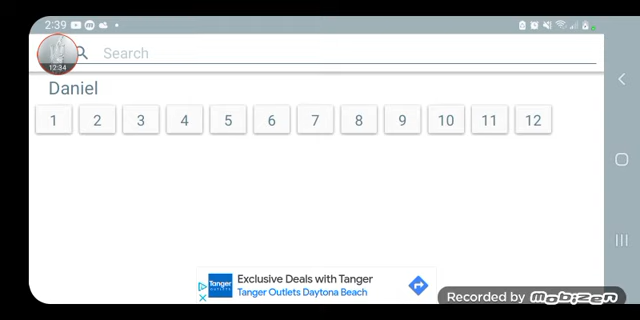 2:39
Search
12:34
Daniel
1 2 3 4 5 6 7 8 9 10 11 12
Tanger
Exclusive Deals with Tanger
Tanger Outlets Daytona Beach
Recorded by Mobizen